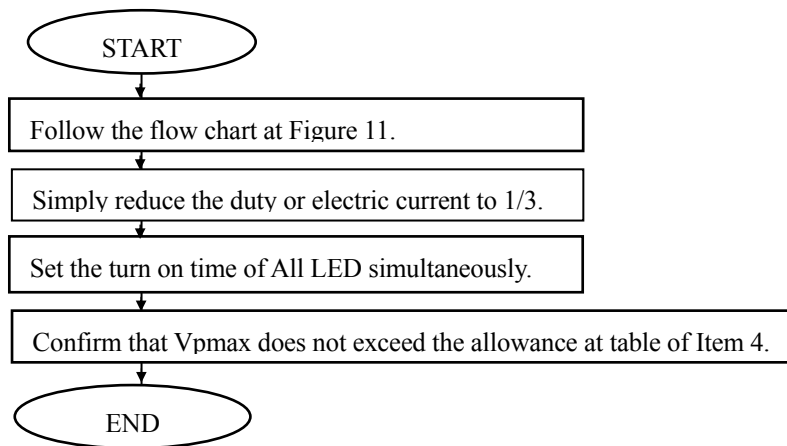 START
Follow the flow chart at Figure 11.
Simply reduce the duty or electric current to 1/3.
Set the turn on time of All LED simultaneously.
Confirm that Vpmax does not exceed the allowance at table of Item 4.
END